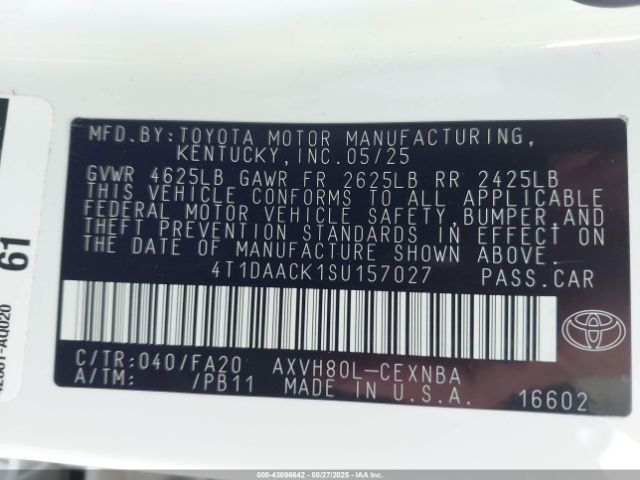 MFD.BY:TOYOTA MOTOR MANUFACTURING,
KENTUCKY,INC.05/25
GVWR 4625LB GAWR FR 2625LB RR 2425LB
THIS VEHICLE CONFORMS TO ALL APPLICABLE
FEDERAL MOTOR VEHICLE SAFETY,BUMPER,AND
THEFT PREVENTION STANDARDS IN EFFECT ON
THE DATE OF MANUFACTURE SHOWN ABOVE.
4T1DAACK1SU157027 PASS.CAR
C/TR:040/FA20 AXVH80L-CEXNBA
A/TM: /PB11 MADE IN U.S.A. 16602
61
000-43096642 - 08/27/2025 - IAAI.COM